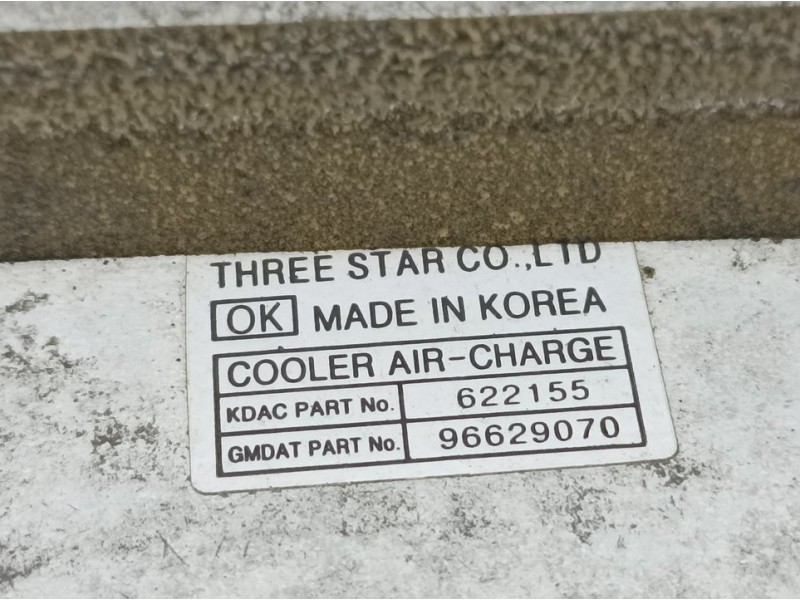 THREE STAR CO.,LTD
OK MADE IN KOREA
COOLER AIR-CHARGE
KDAC PART No. 622155
GMDAT PART No. 96629070